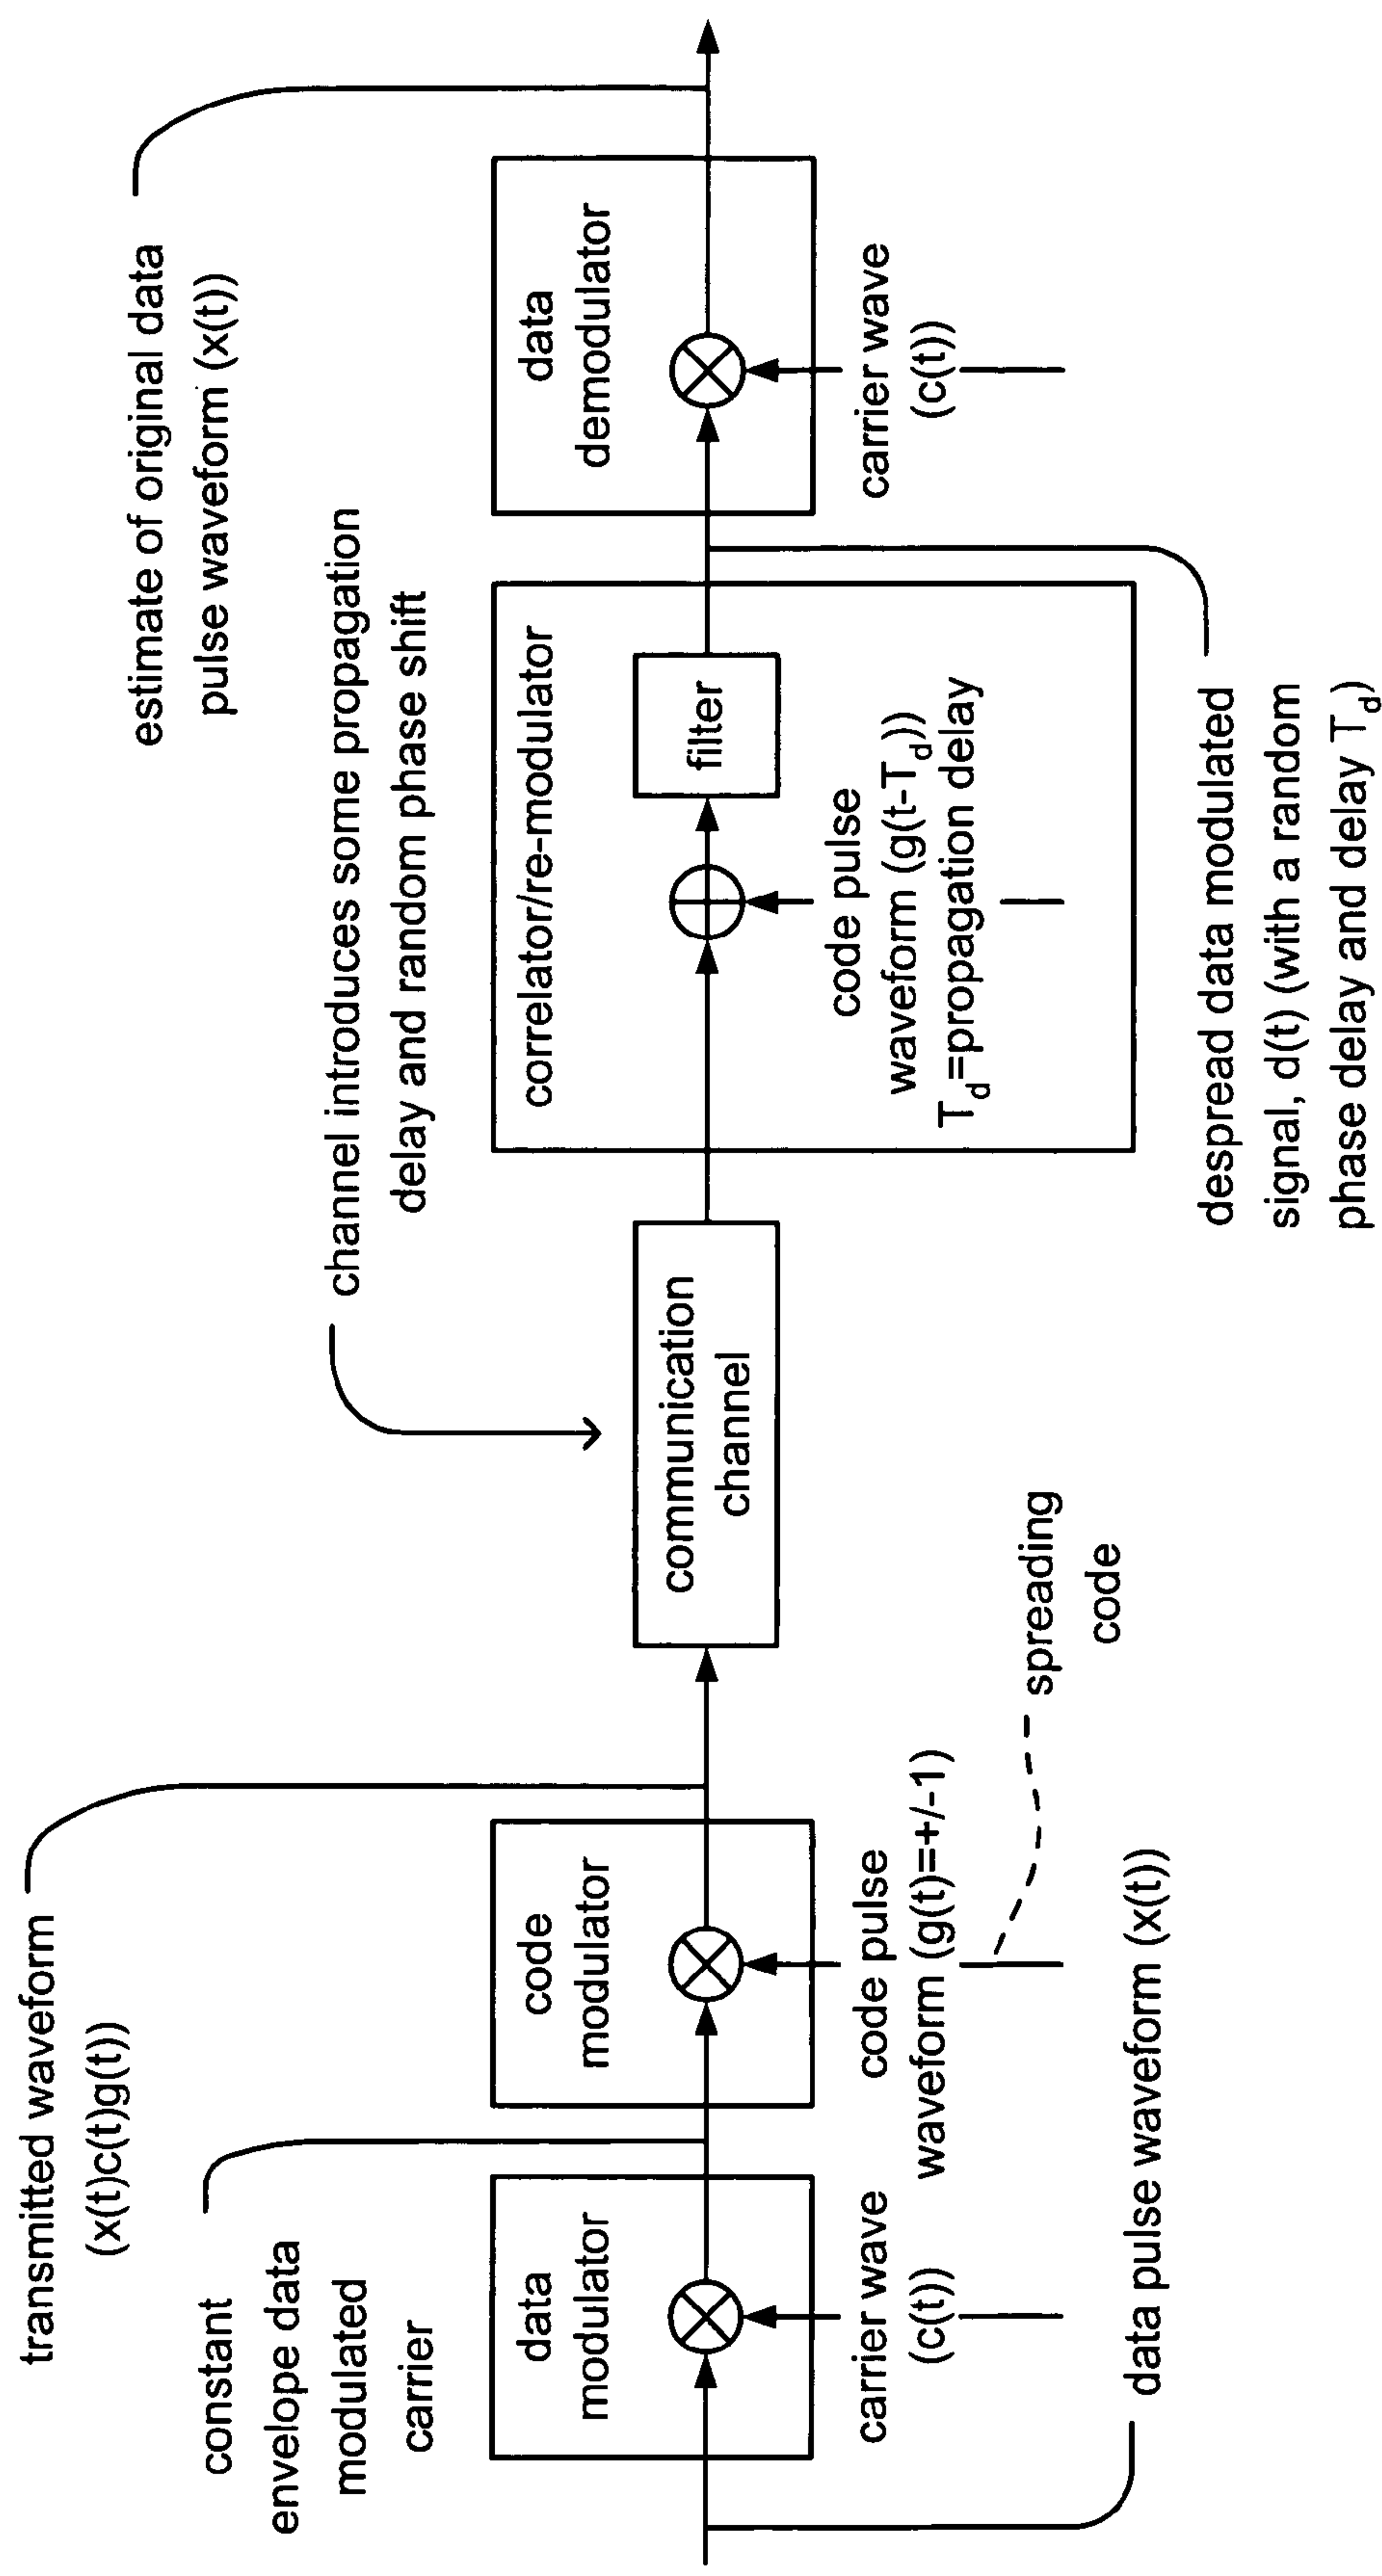 transmitted waveform
(x(t)c(t)g(t))
constant
envelope data
modulated
carrier
data
modulator
carrier wave
(c(t))
data pulse waveform (x(t))
code
modulator
code pulse
waveform (g(t)=+/-1)
spreading
code
communication
channel
channel introduces some propagation
delay and random phase shift
correlator/re-modulator
filter
code pulse
waveform (g(t-Td))
Td=propagation delay
despread data modulated
signal, d(t) (with a random
phase delay and delay Td)
data
demodulator
carrier wave
(c(t))
estimate of original data
pulse waveform (x(t))